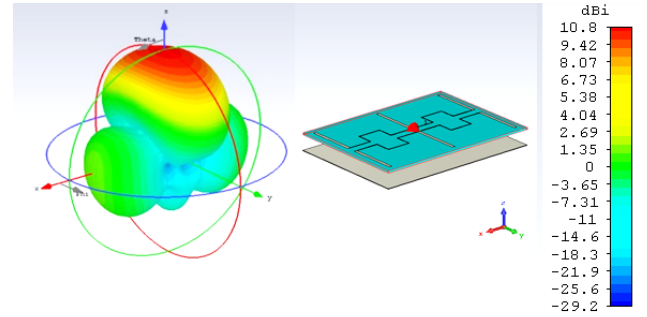 dBi
10.8
9.42
8.07
6.73
5.38
4.04
2.69
1.35
0
-3.65
-7.31
-11
-14.6
-18.3
-21.9
-25.6
-29.2
z
Theta
x
Phi
y
z
x
y